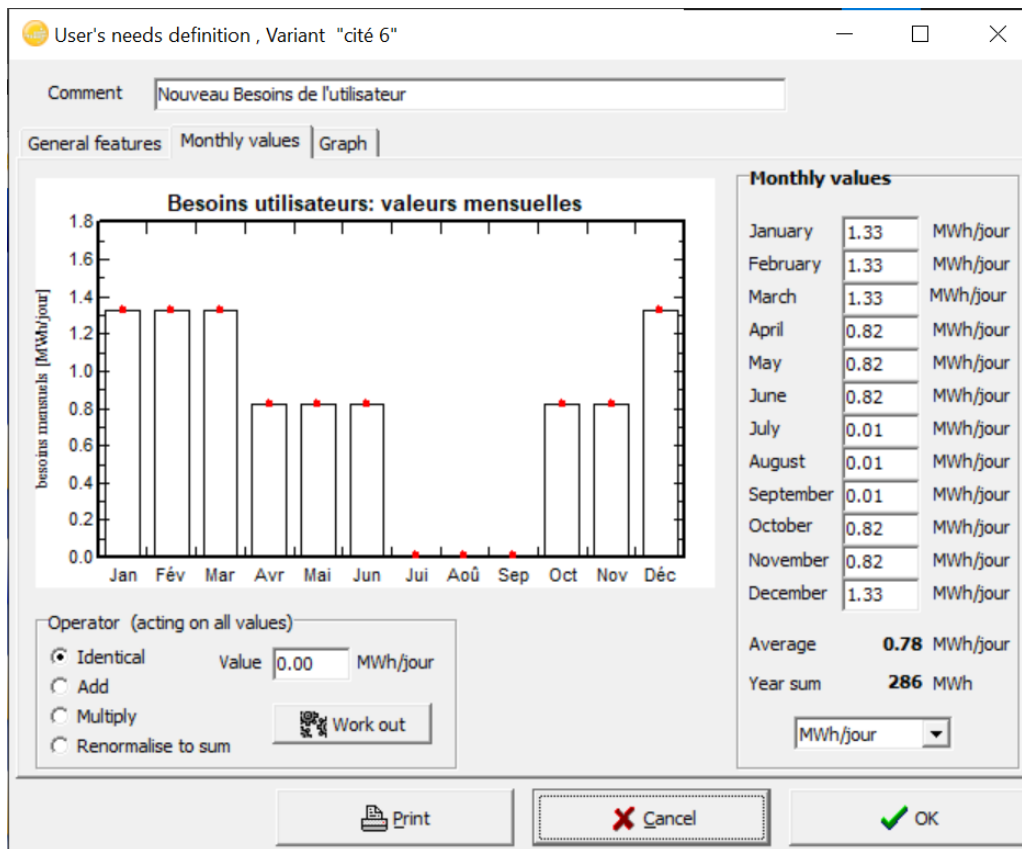 User's needs definition , Variant "cité 6"
Comment Nouveau Besoins de l'utilisateur
General features Monthly values Graph
Besoins utilisateurs: valeurs mensuelles
besoins mensuels [MWh/jour]
1.8
1.6
1.4
1.2
1.0
0.8
0.6
0.4
0.2
0.0
Jan Fév Mar Avr Mai Jun Jui Aoû Sep Oct Nov Déc
Monthly values
January 1.33 MWh/jour
February 1.33 MWh/jour
March 1.33 MWh/jour
April 0.82 MWh/jour
May 0.82 MWh/jour
June 0.82 MWh/jour
July 0.01 MWh/jour
August 0.01 MWh/jour
September 0.01 MWh/jour
October 0.82 MWh/jour
November 0.82 MWh/jour
December 1.33 MWh/jour
Average 0.78 MWh/jour
Year sum 286 MWh
MWh/jour
Operator (acting on all values)
Identical
Add
Multiply
Renormalise to sum
Value 0.00 MWh/jour
Work out
Print Cancel OK